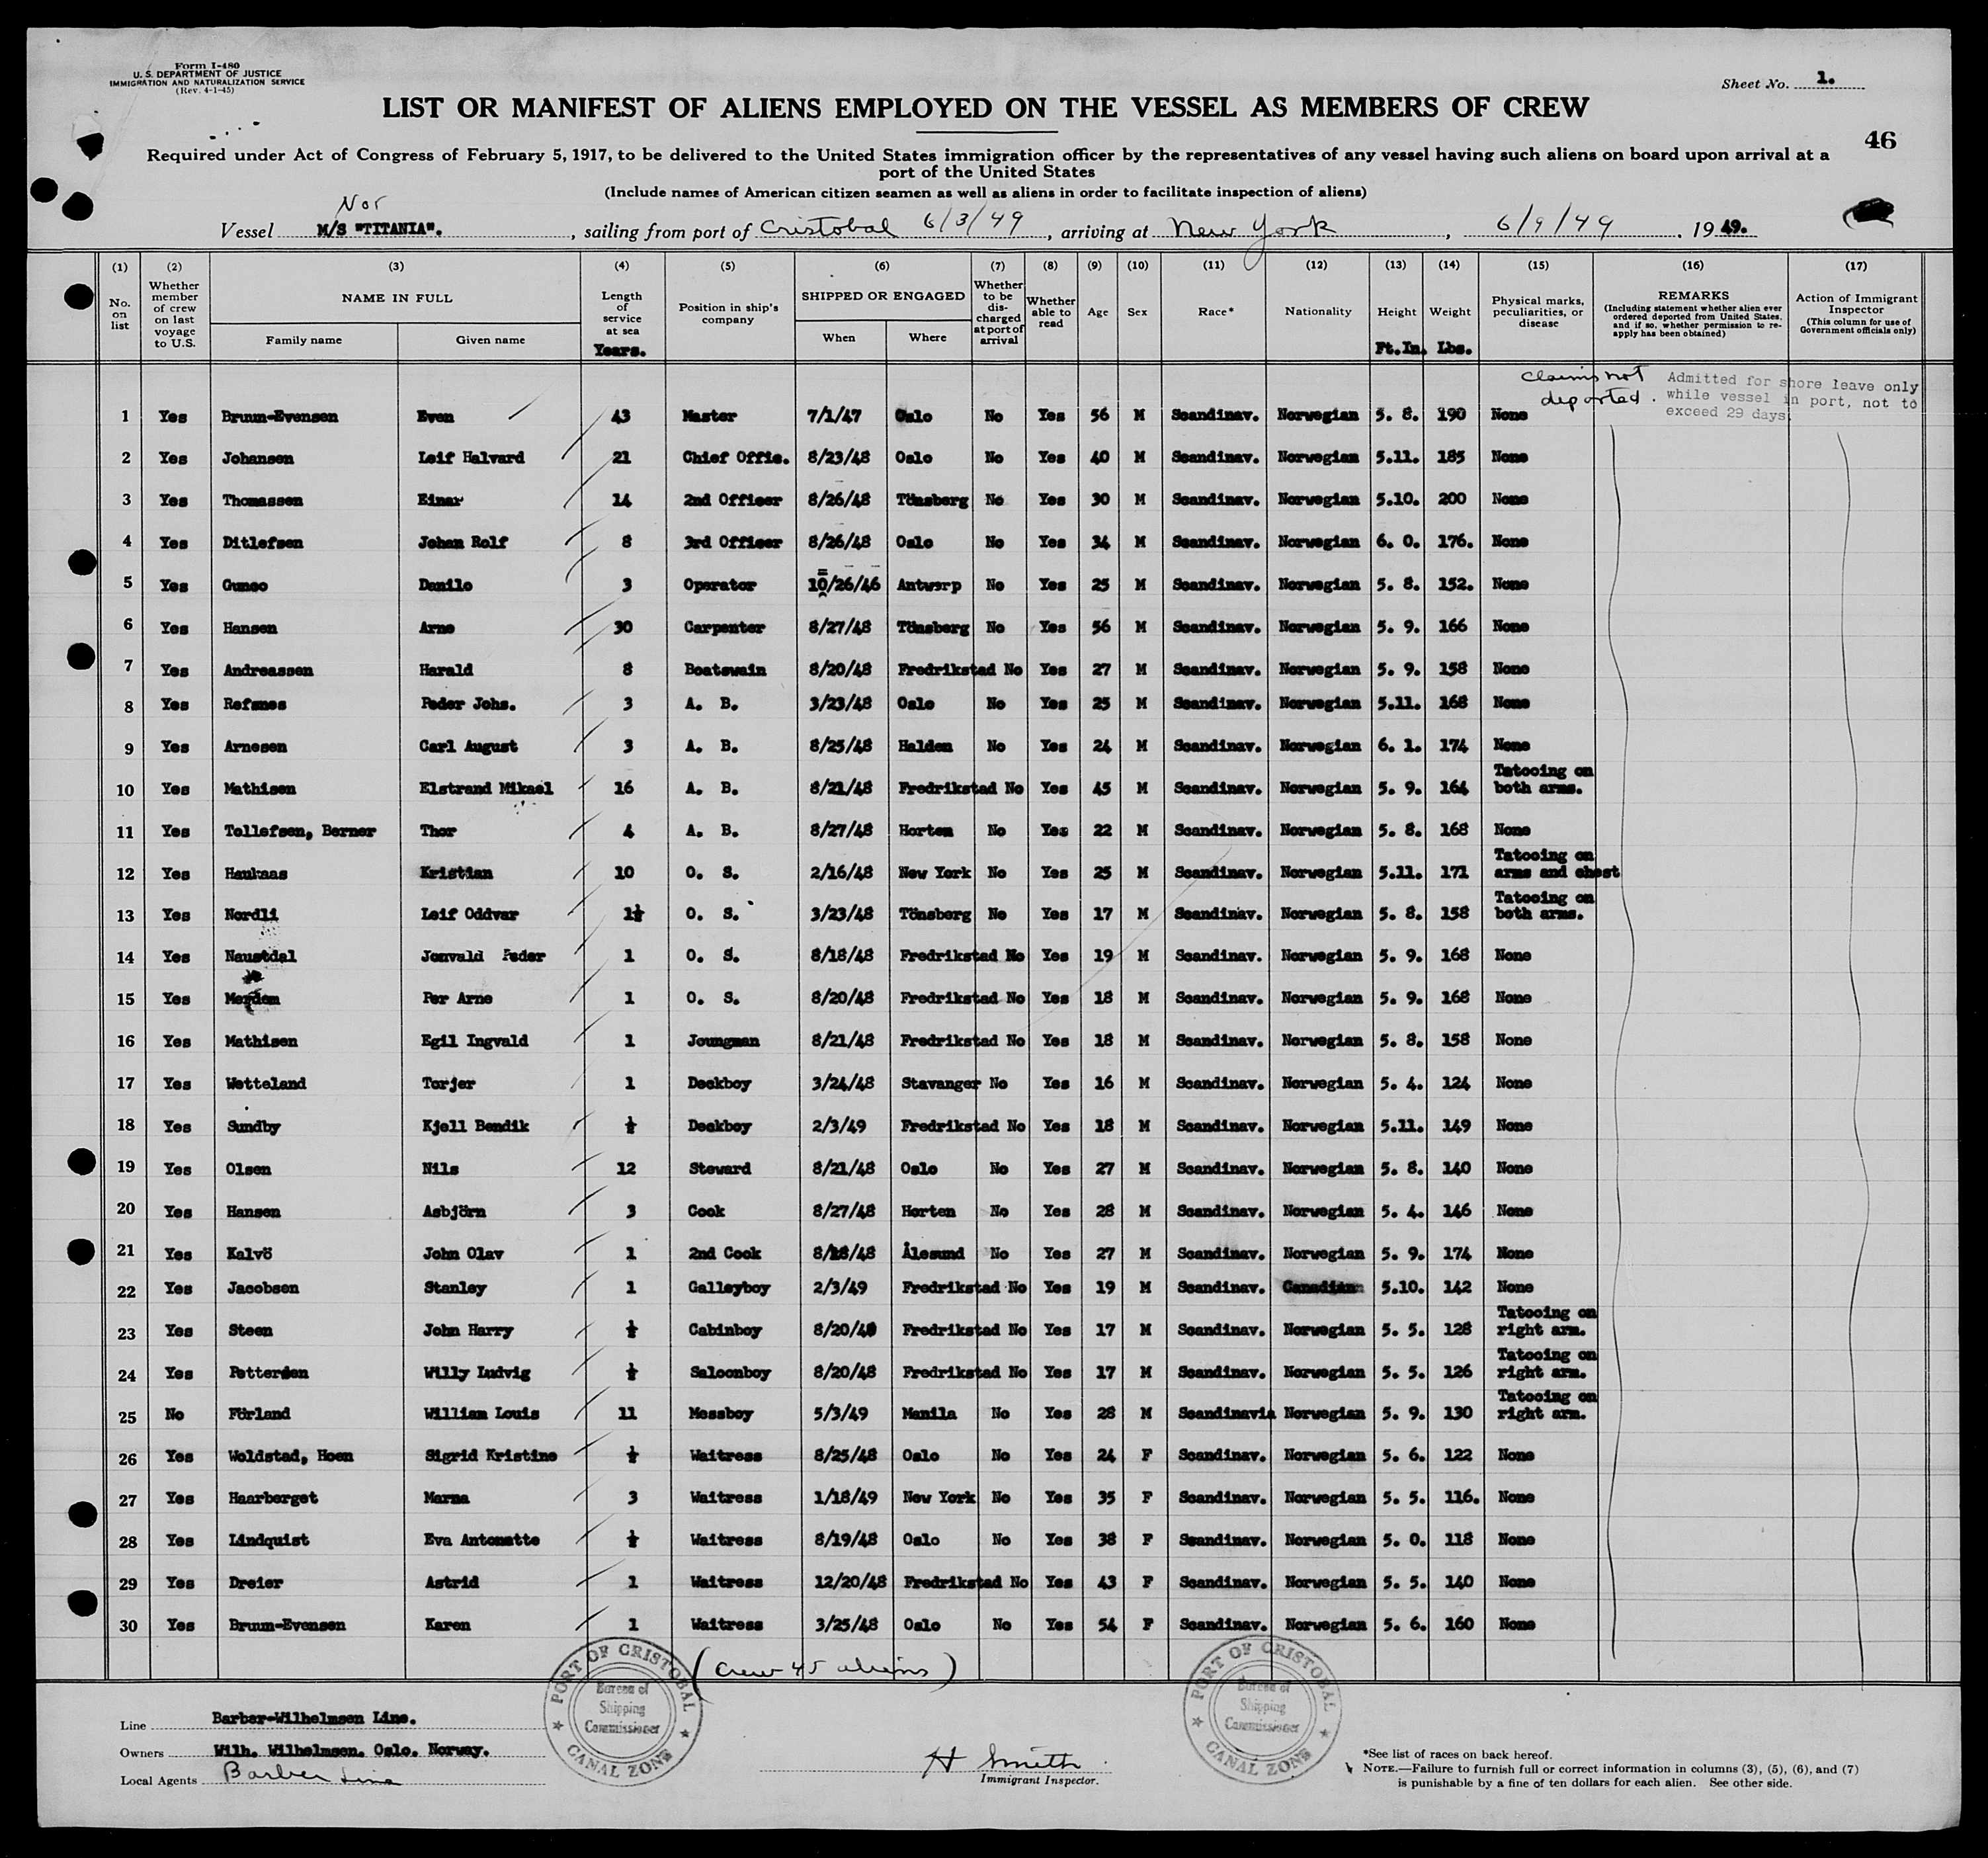 Form I-480
U. S. DEPARTMENT OF JUSTICE
IMMIGRATION AND NATURALIZATION SERVICE
(Rev. 4-1-45)
Sheet No. 1.
LIST OR MANIFEST OF ALIENS EMPLOYED ON THE VESSEL AS MEMBERS OF CREW
46
Required under Act of Congress of February 5, 1917, to be delivered to the United States immigration officer by the representatives of any vessel having such aliens on board upon arrival at a
port of the United States
(Include names of American citizen seamen as well as aliens in order to facilitate inspection of aliens)
Nor
Vessel M/S "TITANIA". , sailing from port of Cristobal 6/3/49 , arriving at New York , 6/9/49 . 19 49.
(1) (2) (3) (4) (5) (6) (7) (8) (9) (10) (11) (12) (13) (14) (15) (16) (17)
No. on list Whether member of crew on last voyage to U.S. NAME IN FULL Family name Given name Length of service at sea Years. Position in ship's company SHIPPED OR ENGAGED When Where Whether to be discharged at port of arrival Whether able to read Age Sex Race* Nationality Height Ft.In. Weight Lbs. Physical marks, peculiarities, or disease REMARKS (Including statement whether alien ever ordered deported from United States, and if so, whether permission to re-apply has been obtained) Action of Immigrant Inspector (This column for use of Government officials only)
claims not deported. Admitted for shore leave only
while vessel in port, not to
exceed 29 days
1 Yes Bruun-Evensen Even 43 Master 7/1/47 Oslo No Yes 56 M Scandinav. Norwegian 5. 8. 190 None
2 Yes Johansen Leif Halvard 21 Chief Offic. 8/23/48 Oslo No Yes 40 M Scandinav. Norwegian 5.11. 185 None
3 Yes Thomassen Einar 14 2nd Officer 8/26/48 Tönsberg No Yes 30 M Scandinav. Norwegian 5.10. 200 None
4 Yes Ditlefsen Johan Rolf 8 3rd Officer 8/26/48 Oslo No Yes 34 M Scandinav. Norwegian 6. 0. 176. None
5 Yes Cuneo Danilo 3 Operator 10/26/46 Antwerp No Yes 25 M Scandinav. Norwegian 5. 8. 152. None
6 Yes Hansen Arne 30 Carpenter 8/27/48 Tönsberg No Yes 56 M Scandinav. Norwegian 5. 9. 166 None
7 Yes Andreassen Harald 8 Boatswain 8/20/48 Fredrikstad No Yes 27 M Scandinav. Norwegian 5. 9. 158 None
8 Yes Refsnes Peder Johs. 3 A. B. 3/23/48 Oslo No Yes 25 M Scandinav. Norwegian 5.11. 168 None
9 Yes Arnesen Carl August 3 A. B. 8/25/48 Halden No Yes 24 M Scandinav. Norwegian 6. 1. 174 None
10 Yes Mathisen Elstrand Mikael 16 A. B. 8/21/48 Fredrikstad No Yes 45 M Scandinav. Norwegian 5. 9. 164 Tatooing on both arms.
11 Yes Tollefsen, Berner Thor 4 A. B. 8/27/48 Horten No Yes 22 M Scandinav. Norwegian 5. 8. 168 None
12 Yes Haukaas Kristian 10 O. S. 2/16/48 New York No Yes 25 M Scandinav. Norwegian 5.11. 171 Tatooing on arms and chest
13 Yes Nordli Leif Oddvar 1½ O. S. 3/23/48 Tönsberg No Yes 17 M Scandinav. Norwegian 5. 8. 158 Tatooing on both arms.
14 Yes Naustdal Jonvald Peder 1 O. S. 8/18/48 Fredrikstad No Yes 19 M Scandinav. Norwegian 5. 9. 168 None
15 Yes Per Arne 1 O. S. 8/20/48 Fredrikstad No Yes 18 M Scandinav. Norwegian 5. 9. 168 None
16 Yes Mathisen Egil Ingvald 1 Joungman 8/21/48 Fredrikstad No Yes 18 M Scandinav. Norwegian 5. 8. 158 None
17 Yes Wetteland Torjer 1 Deckboy 3/24/48 Stavanger No Yes 16 M Scandinav. Norwegian 5. 4. 124 None
18 Yes Sundby Kjell Bendik ½ Deckboy 2/3/49 Fredrikstad No Yes 18 M Scandinav. Norwegian 5.11. 149 None
19 Yes Olsen Nils 12 Steward 8/21/48 Oslo No Yes 27 M Scandinav. Norwegian 5. 8. 140 None
20 Yes Hansen Asbjörn 3 Cook 8/27/48 Horten No Yes 28 M Scandinav. Norwegian 5. 4. 146 None
21 Yes Kalvö John Olav 1 2nd Cook 8/18/48 Ålesund No Yes 27 M Scandinav. Norwegian 5. 9. 174 None
22 Yes Jacobsen Stanley 1 Galleyboy 2/3/49 Fredrikstad No Yes 19 M Scandinav. Canadian 5.10. 142 None
23 Yes Steen John Harry ½ Cabinboy 8/20/48 Fredrikstad No Yes 17 M Scandinav. Norwegian 5. 5. 128 Tatooing on right arm.
24 Yes Pettersen Willy Ludvig ½ Saloonboy 8/20/48 Fredrikstad No Yes 17 M Scandinav. Norwegian 5. 5. 126 Tatooing on right arm.
25 No Förland William Louis 11 Messboy 5/3/49 Manila No Yes 28 M Scandinavia Norwegian 5. 9. 130 Tatooing on right arm.
26 Yes Woldstad, Hoen Sigrid Kristine ½ Waitress 8/25/48 Oslo No Yes 24 F Scandinav. Norwegian 5. 6. 122 None
27 Yes Haarberget Marna 3 Waitress 1/18/49 New York No Yes 35 F Scandinav. Norwegian 5. 5. 116. None
28 Yes Lindquist Eva Antonette ½ Waitress 8/19/48 Oslo No Yes 38 F Scandinav. Norwegian 5. 0. 118 None
29 Yes Dreier Astrid 1 Waitress 12/20/48 Fredrikstad No Yes 43 F Scandinav. Norwegian 5. 5. 140 None
30 Yes Bruun-Evensen Karen 1 Waitress 3/25/48 Oslo No Yes 54 F Scandinav. Norwegian 5. 6. 160 None
(Crew 45 aliens)
PORT OF CRISTOBAL
Bureau of
Shipping
Commissioner
CANAL ZONE
PORT OF CRISTOBAL
Bureau of
Shipping
Commissioner
CANAL ZONE
Line Barber-Wilhelmsen Line.
Owners Wilh. Wilhelmsen. Oslo. Norway.
Local Agents Barber Line
H Smith
Immigrant Inspector.
*See list of races on back hereof.
NOTE.—Failure to furnish full or correct information in columns (3), (5), (6), and (7)
is punishable by a fine of ten dollars for each alien. See other side.